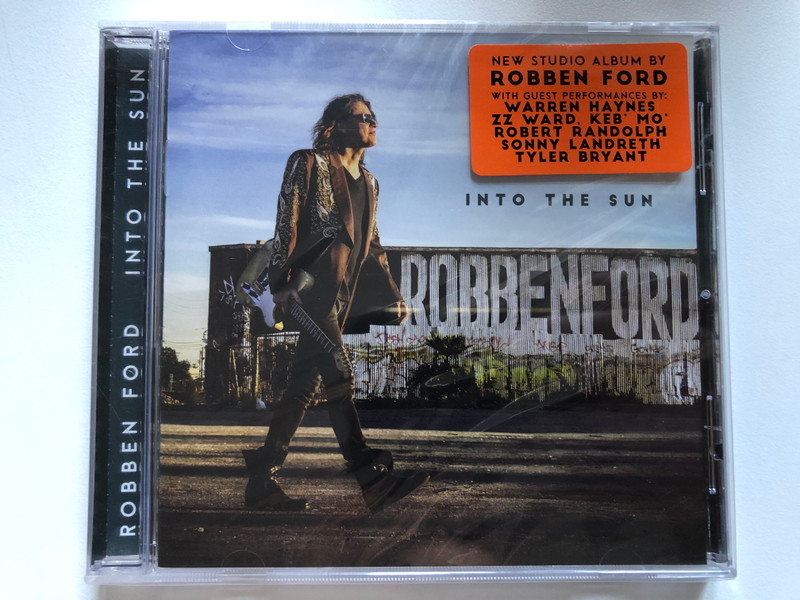 ROBBEN FORD INTO THE SUN
NEW STUDIO ALBUM BY
ROBBEN FORD
WITH GUEST PERFORMANCES BY:
WARREN HAYNES
ZZ WARD, KEB' MO'
ROBERT RANDOLPH
SONNY LANDRETH
TYLER BRYANT
INTO THE SUN
ROBBENFORD